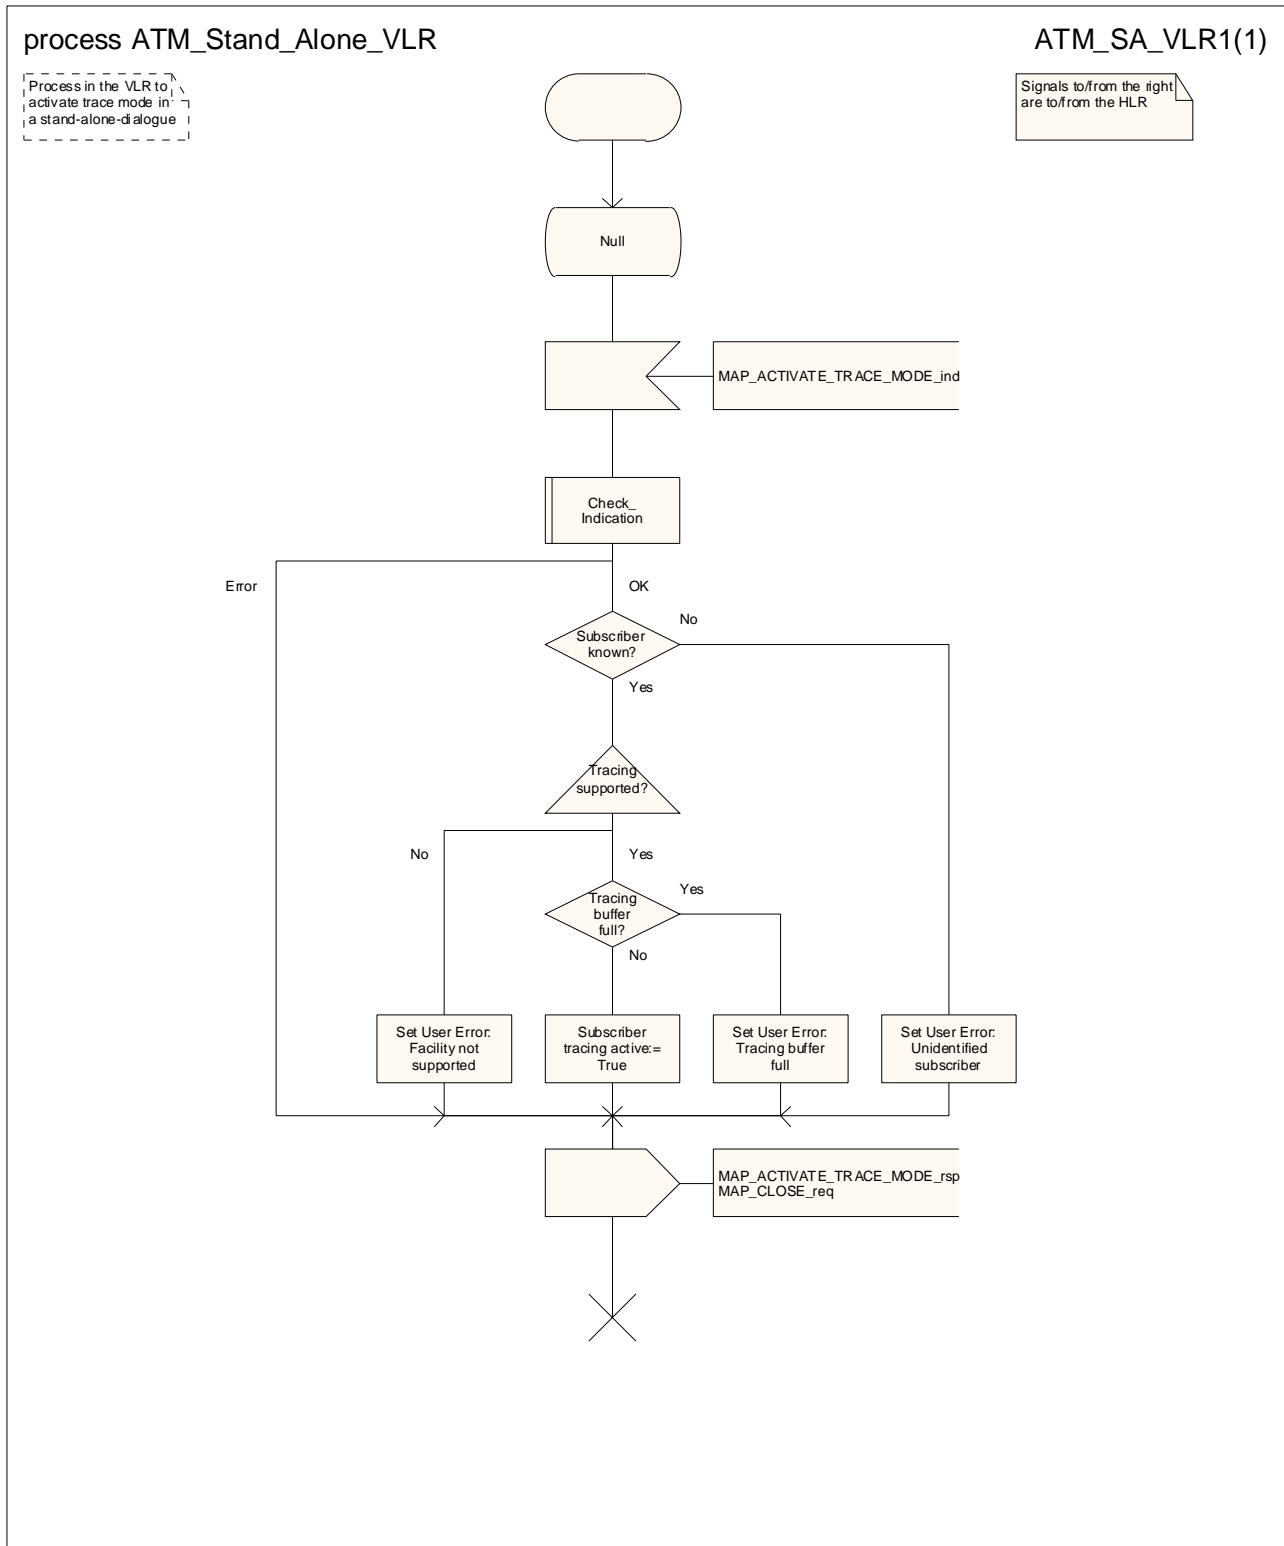 process ATM_Stand_Alone_VLR
ATM_SA_VLR1(1)
Process in the VLR to
activate trace mode in
a stand-alone-dialogue
Signals to/from the right
are to/from the HLR
Null
MAP_ACTIVATE_TRACE_MODE_ind
Check_
Indication
Error
OK
No
Subscriber
known?
Yes
Tracing
supported?
No
Yes
Yes
Tracing
buffer
full?
No
Set User Error:
Facility not
supported
Subscriber
tracing active:=
True
Set User Error:
Tracing buffer
full
Set User Error:
Unidentified
subscriber
MAP_ACTIVATE_TRACE_MODE_rsp
MAP_CLOSE_req